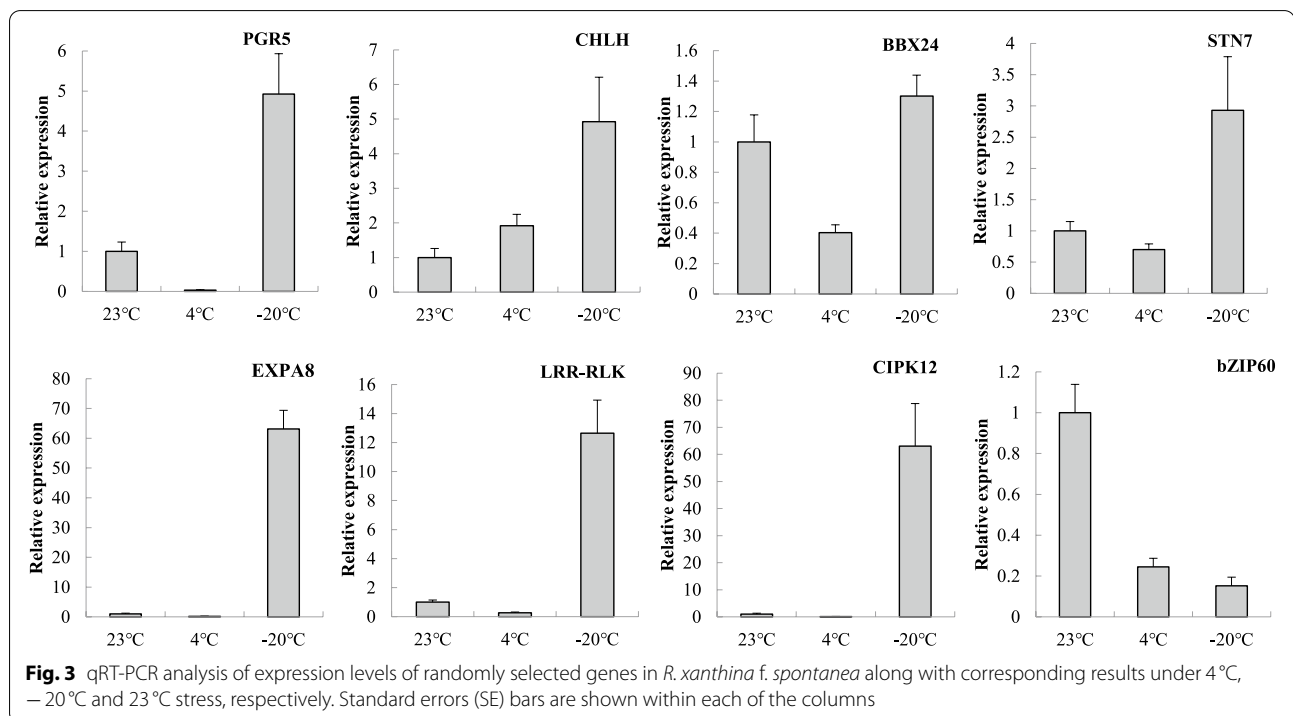 PGR5
Relative expression
6
5
4
3
2
1
0
23°C 4°C -20°C
CHLH
Relative expression
7
6
5
4
3
2
1
0
23°C 4°C -20°C
BBX24
Relative expression
1.6
1.4
1.2
1
0.8
0.6
0.4
0.2
0
23°C 4°C -20°C
STN7
Relative expression
4
3.5
3
2.5
2
1.5
1
0.5
0
23°C 4°C -20°C
EXPA8
Relative expression
80
70
60
50
40
30
20
10
0
23°C 4°C -20°C
LRR-RLK
Relative expression
16
14
12
10
8
6
4
2
0
23°C 4°C -20°C
CIPK12
Relative expression
90
80
70
60
50
40
30
20
10
0
23°C 4°C -20°C
bZIP60
Relative expression
1.2
1
0.8
0.6
0.4
0.2
0
23°C 4°C -20°C
Fig. 3 qRT-PCR analysis of expression levels of randomly selected genes in R. xanthina f. spontanea along with corresponding results under 4 °C,
− 20 °C and 23 °C stress, respectively. Standard errors (SE) bars are shown within each of the columns